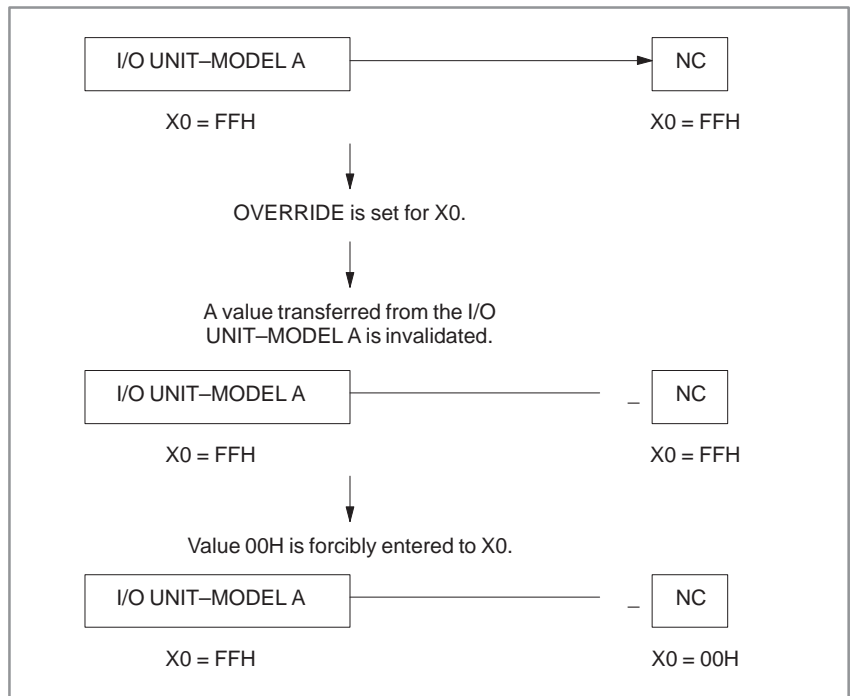 I/O UNIT–MODEL A NC
X0 = FFH X0 = FFH
OVERRIDE is set for X0.
A value transferred from the I/O
UNIT–MODEL A is invalidated.
I/O UNIT–MODEL A _ NC
X0 = FFH X0 = FFH
Value 00H is forcibly entered to X0.
I/O UNIT–MODEL A _ NC
X0 = FFH X0 = 00H